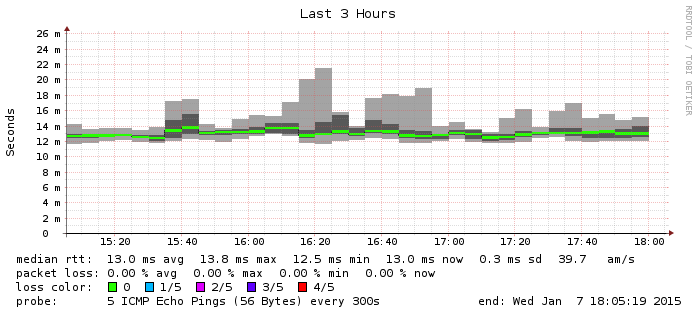 Last 3 Hours
RRDTOOL / TOBI OETIKER
Seconds
26 m
24 m
22 m
20 m
18 m
16 m
14 m
12 m
10 m
8 m
6 m
4 m
2 m
0
15:20 15:40 16:00 16:20 16:40 17:00 17:20 17:40 18:00
median rtt: 13.0 ms avg 13.8 ms max 12.5 ms min 13.0 ms now 0.3 ms sd 39.7 am/s
packet loss: 0.00 % avg 0.00 % max 0.00 % min 0.00 % now
loss color: 0 1/5 2/5 3/5 4/5
probe: 5 ICMP Echo Pings (56 Bytes) every 300s end: Wed Jan 7 18:05:19 2015